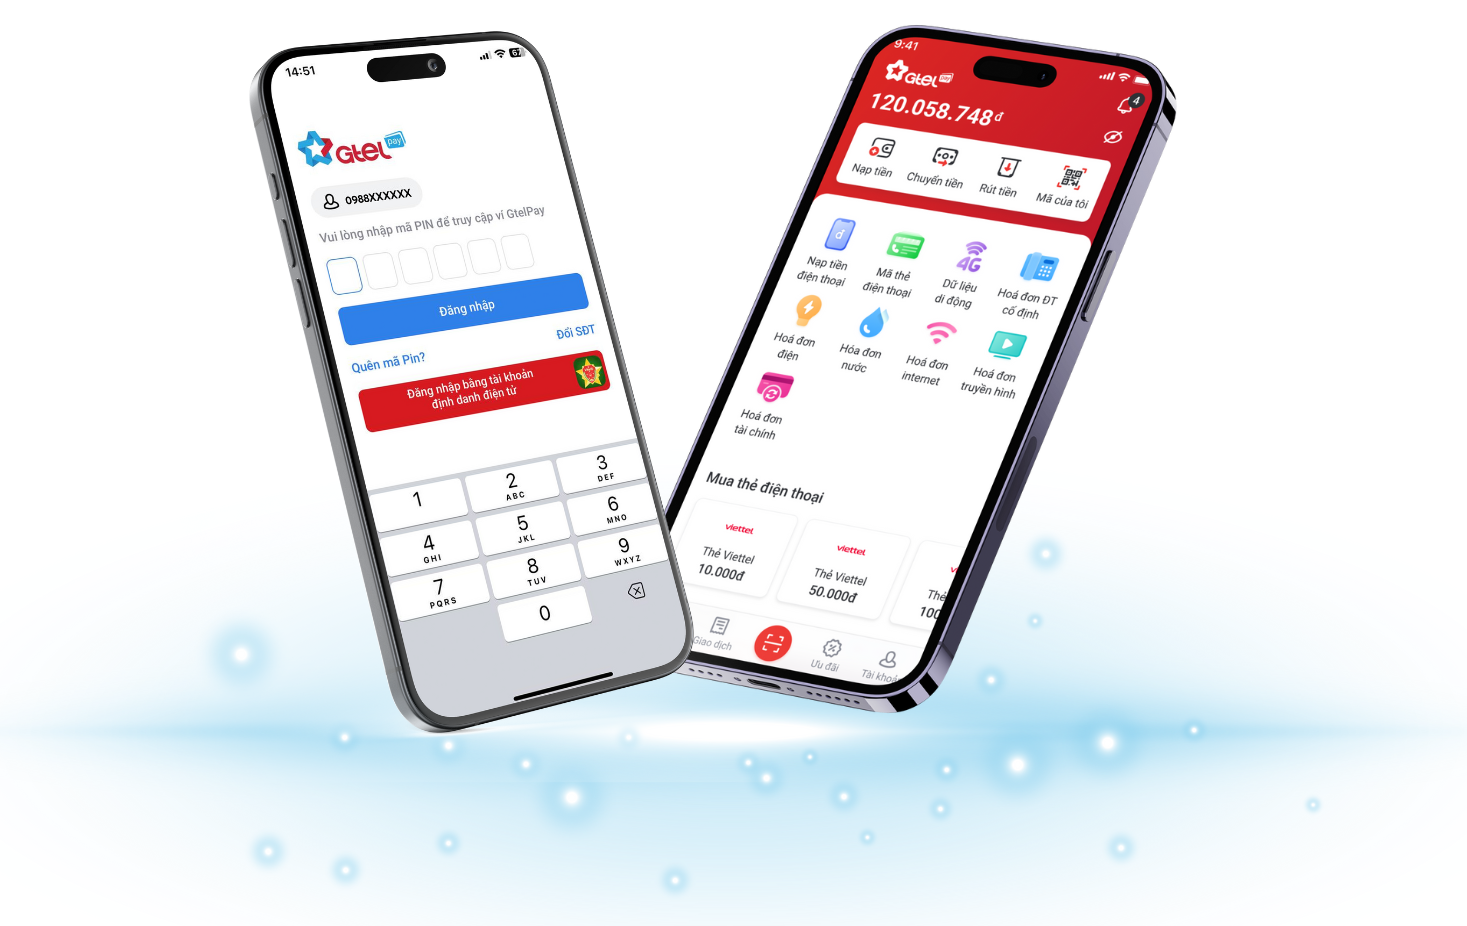 14:51
67
Gtel pay
0988XXXXXX
Vui lòng nhập mã PIN để truy cập ví GtelPay
Đăng nhập
Đổi SĐT
Quên mã Pin?
Đăng nhập bằng tài khoản
định danh điện tử
1
2
ABC
3
DEF
4
GHI
5
JKL
6
MNO
7
PQRS
8
TUV
9
WXYZ
0
9:41
Gtel pay
4
120.058.748đ
Nạp tiền
Chuyển tiền
Rút tiền
Mã của tôi
đ
Nạp tiền
điện thoại
Mã thẻ
điện thoại
4G
Dữ liệu
di động
Hoá đơn ĐT
cố định
Hoá đơn
điện
Hóa đơn
nước
Hoá đơn
internet
Hoá đơn
truyền hình
Hoá đơn
tài chính
Mua thẻ điện thoại
viettel
Thẻ Viettel
10.000đ
viettel
Thẻ Viettel
50.000đ
Thẻ
100
Giao dịch
Ưu đãi
Tài khoả